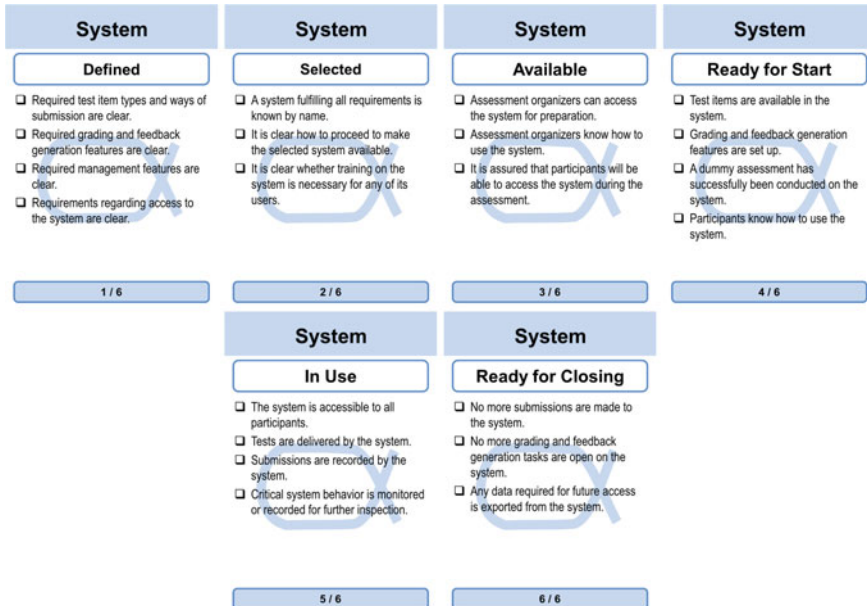 System
Defined
❑ Required test item types and ways of
submission are clear.
❑ Required grading and feedback
generation features are clear.
❑ Required management features are
clear.
❑ Requirements regarding access to
the system are clear.
1 / 6
System
Selected
❑ A system fulfilling all requirements is
known by name.
❑ It is clear how to proceed to make
the selected system available.
❑ It is clear whether training on the
system is necessary for any of its
users.
2 / 6
System
Available
❑ Assessment organizers can access
the system for preparation.
❑ Assessment organizers know how to
use the system.
❑ It is assured that participants will be
able to access the system during the
assessment.
3 / 6
System
Ready for Start
❑ Test items are available in the
system.
❑ Grading and feedback generation
features are set up.
❑ A dummy assessment has
successfully been conducted on the
system.
❑ Participants know how to use the
system.
4 / 6
System
In Use
❑ The system is accessible to all
participants.
❑ Tests are delivered by the system.
❑ Submissions are recorded by the
system.
❑ Critical system behavior is monitored
or recorded for further inspection.
5 / 6
System
Ready for Closing
❑ No more submissions are made to
the system.
❑ No more grading and feedback
generation tasks are open on the
system.
❑ Any data required for future access
is exported from the system.
6 / 6